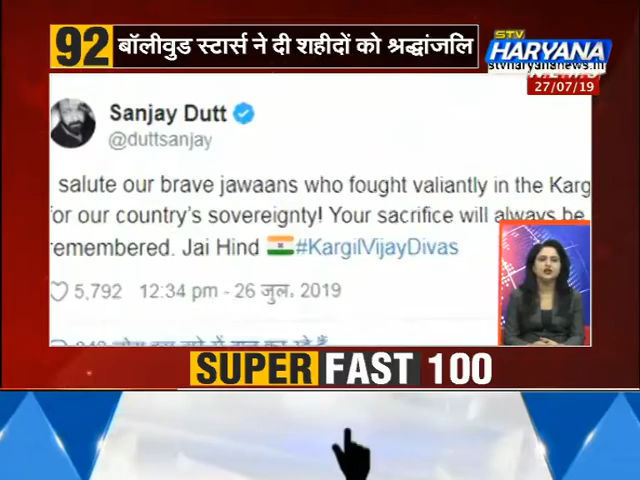 92 बॉलीवुड स्टार्स ने दी शहीदों को श्रद्धांजलि
STV
HARYANA
stvharyananews.in
NEWS
27/07/19
Sanjay Dutt
@duttsanjay
salute our brave jawaans who fought valiantly in the Karg
for our country's sovereignty! Your sacrifice will always be
remembered. Jai Hind #KargilVijayDivas
5,792 12:34 pm - 26 जुल. 2019
SUPER FAST 100